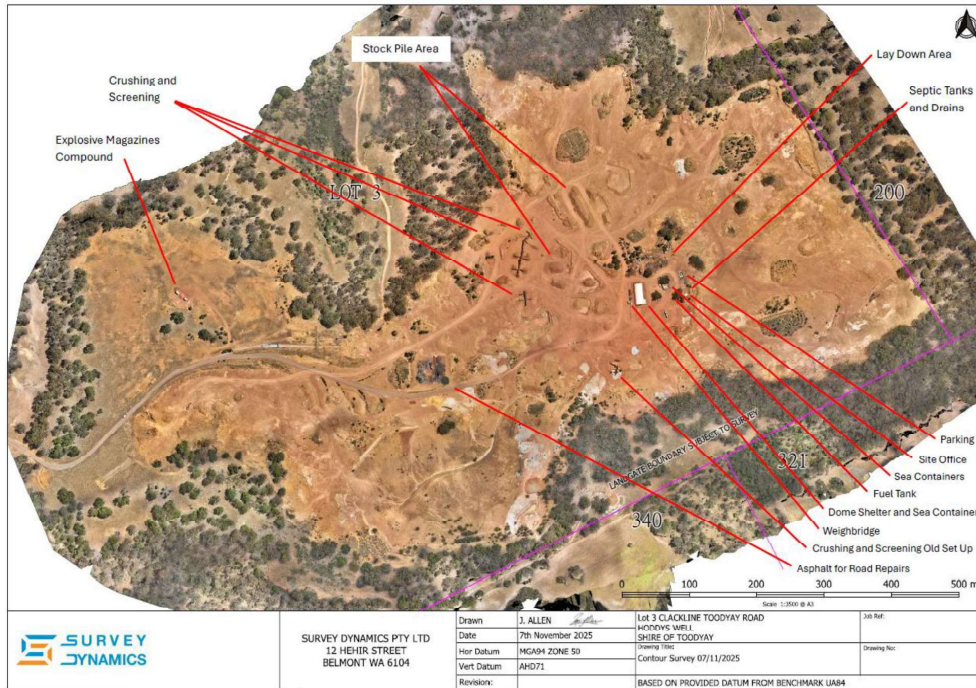 Stock Pile Area
Lay Down Area
Crushing and
Screening
Septic Tanks
and Drains
Explosive Magazines
Compound
LOT 3
200
LANDGATE BOUNDARY SUBJECT TO SURVEY
321
340
Parking
Site Office
Sea Containers
Fuel Tank
Dome Shelter and Sea Container
Weighbridge
Crushing and Screening Old Set Up
Asphalt for Road Repairs
0 100 200 300 400 500 m
Scale 1:3500 @ A3
SURVEY
DYNAMICS
SURVEY DYNAMICS PTY LTD
12 HEHIR STREET
BELMONT WA 6104
Drawn J. ALLEN
Date 7th November 2025
Hor Datum MGA94 ZONE 50
Vert Datum AHD71
Revision:
Lot 3 CLACKLINE TOODYAY ROAD
HODDYS WELL
SHIRE OF TOODYAY
Drawing Title:
Contour Survey 07/11/2025
BASED ON PROVIDED DATUM FROM BENCHMARK UA84
Job Ref:
Drawing No: